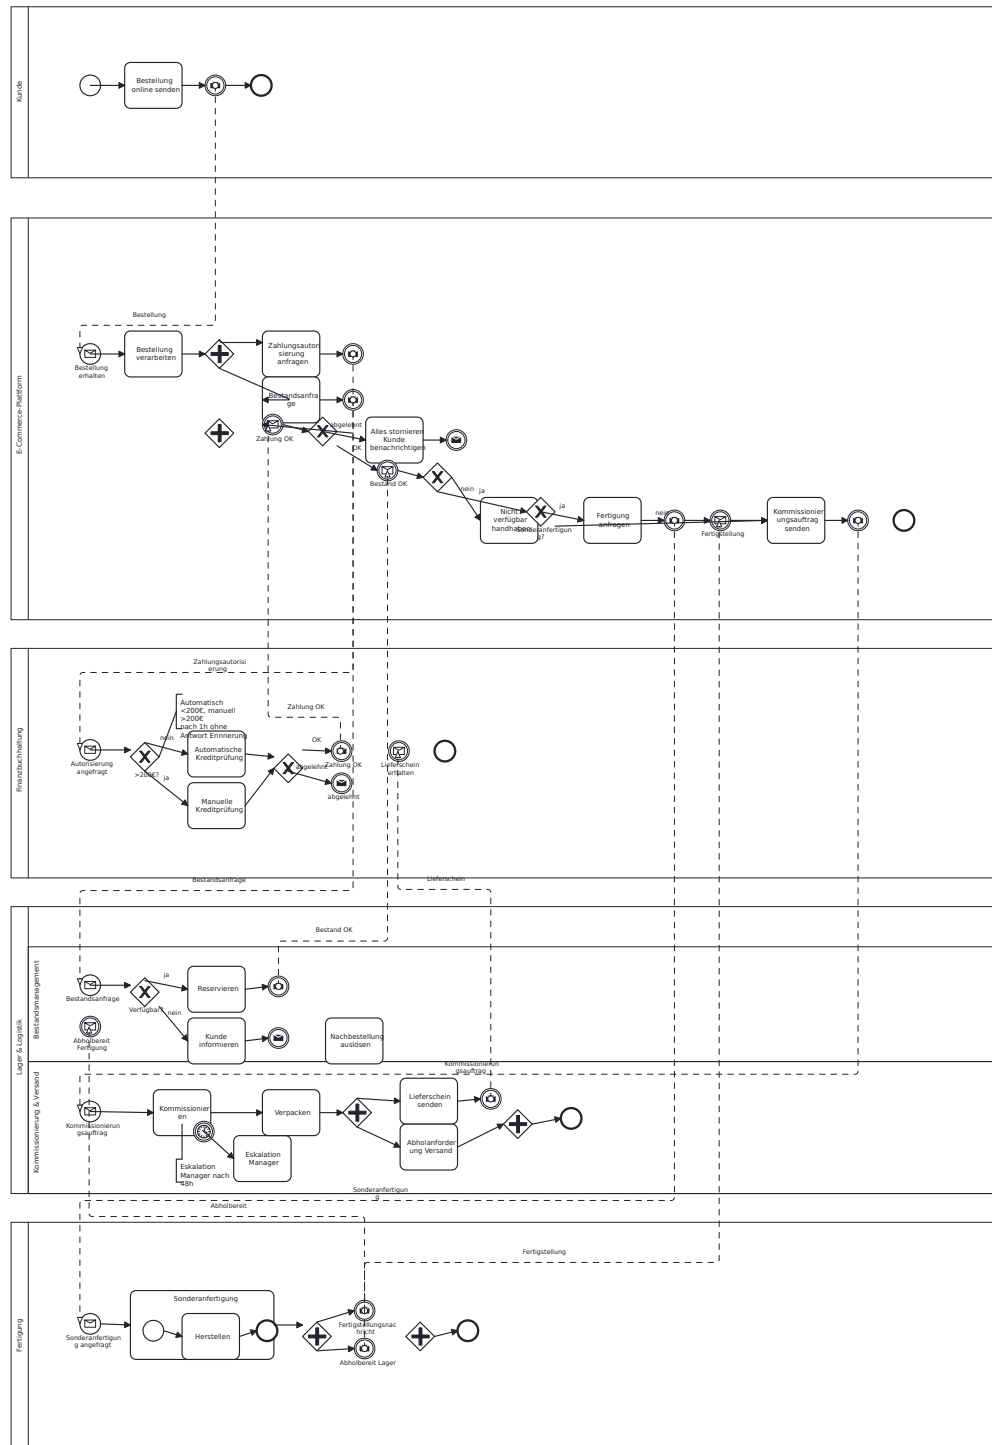 Kunde
Bestellung
online senden
E-Commerce-Plattform
Bestellung
Bestellung
erhalten
Bestellung
verarbeiten
Zahlungsautori
sierung
anfragen
Bestandsanfra
ge
Zahlung OK
abgelehnt
OK
Alles stornieren
Kunde
benachrichtigen
Bestand OK
nein
ja
Nicht
verfügbar
handhaben
Sonderanfertigun
g?
ja
nein
Fertigung
anfragen
Fertigstellung
Kommissionier
ungsauftrag
senden
Finanzbuchhaltung
Zahlungsautorisi
erung
Automatisch
<200€, manuell
>200€
nach 1h ohne
Antwort Erinnerung
Autorisierung
angefragt
>200€?
nein
ja
Automatische
Kreditprüfung
Manuelle
Kreditprüfung
Zahlung OK
OK
abgelehnt
Zahlung OK
abgelehnt
Lieferschein
erhalten
Bestandsanfrage
Lieferschein
Lager & Logistik
Bestandsmanagement
Bestand OK
Bestandsanfrage
Verfügbar?
ja
nein
Reservieren
Kunde
informieren
Nachbestellung
auslösen
Abholbereit
Fertigung
Kommissionierung & Versand
Kommissionierun
gsauftrag
Kommissionierun
gsauftrag
Kommissionier
en
Verpacken
Eskalation
Manager
Eskalation
Manager nach
48h
Lieferschein
senden
Abholanforder
ung Versand
Sonderanfertigun
g
Abholbereit
Fertigung
Fertigstellung
Sonderanfertigun
g angefragt
Sonderanfertigung
Herstellen
Fertigstellungsnac
hricht
Abholbereit Lager